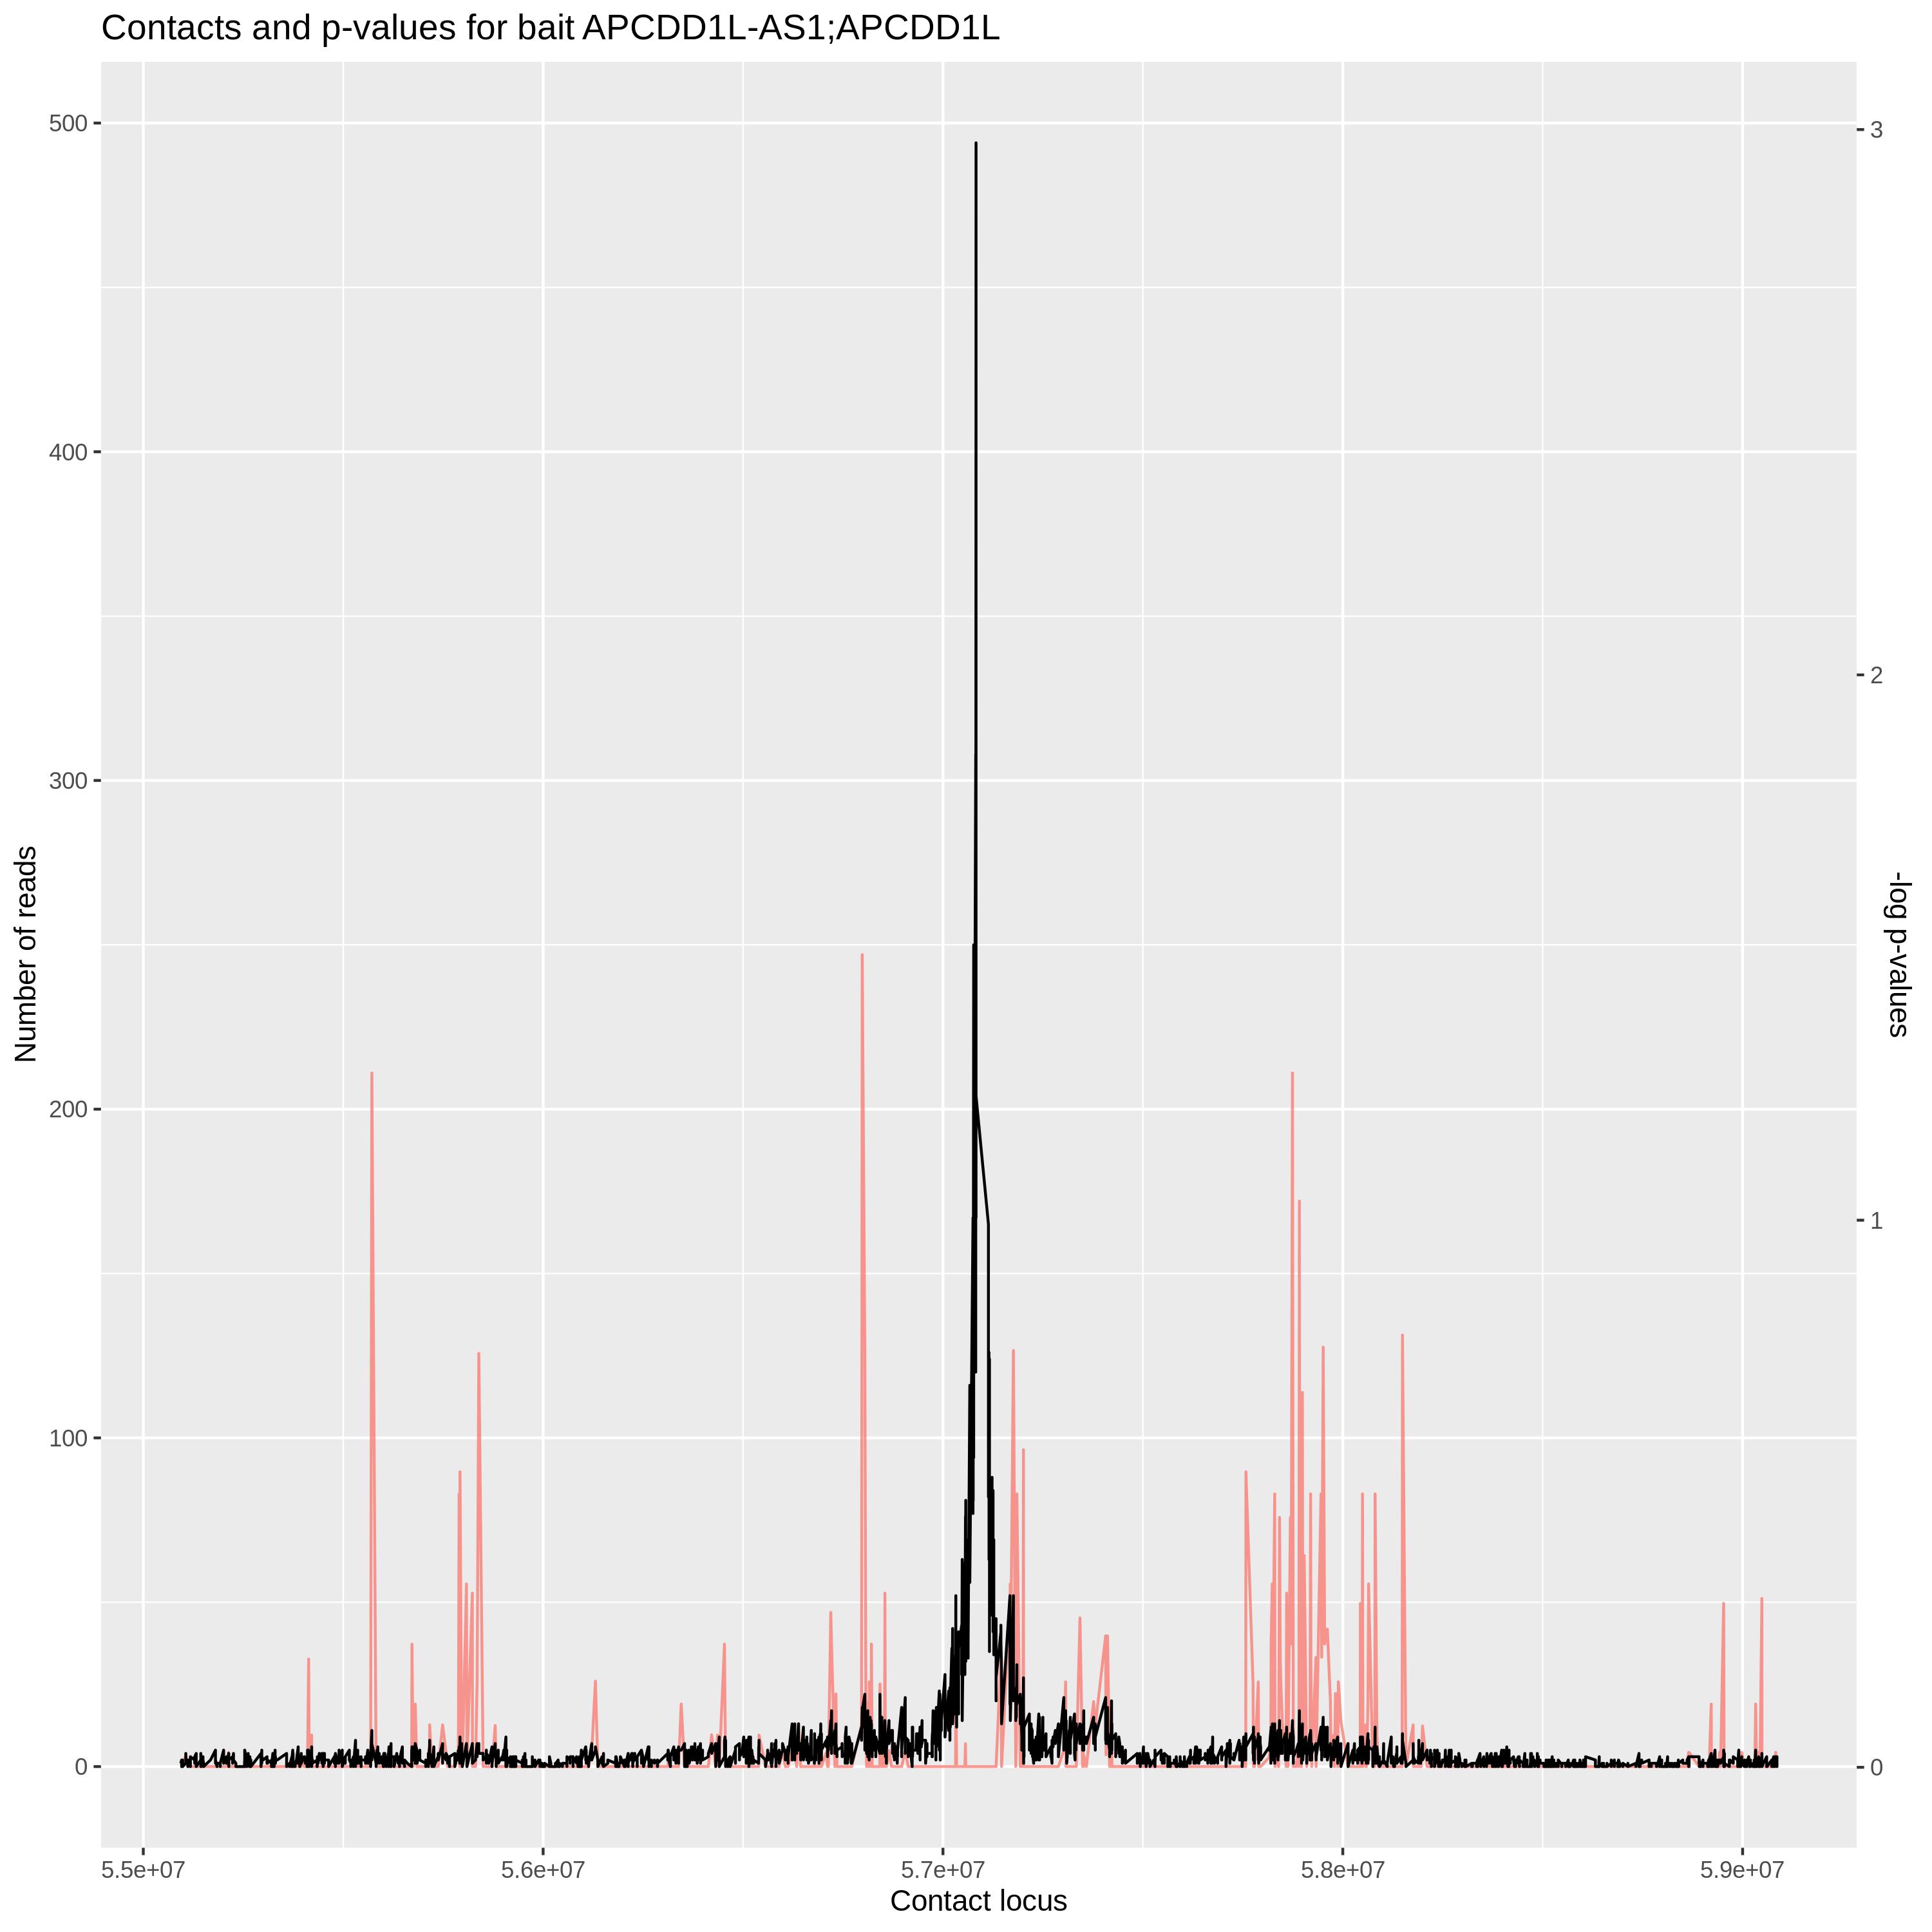 Contacts and p-values for bait APCDD1L-AS1;APCDD1L
500
400
300
200
100
0
Number of reads
3
2
1
0
-log p-values
5.5e+07
5.6e+07
5.7e+07
5.8e+07
5.9e+07
Contact locus